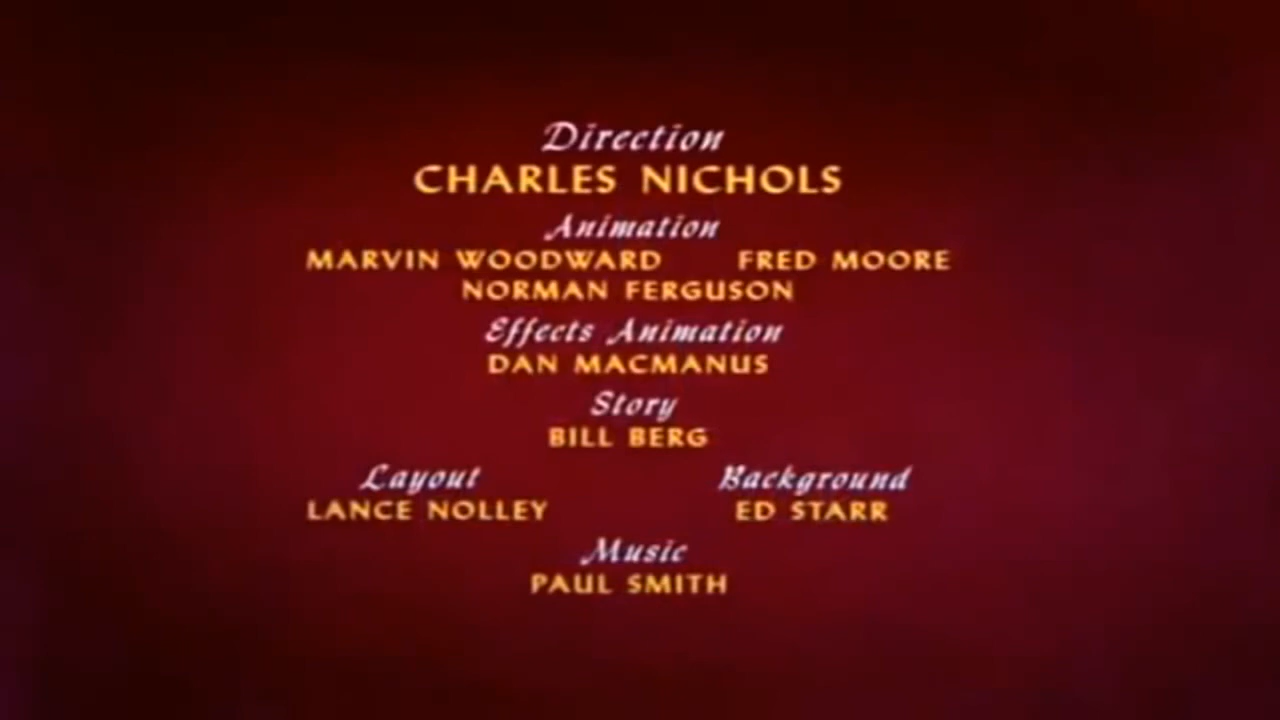 Direction
CHARLES NICHOLS
Animation
MARVIN WOODWARD FRED MOORE
NORMAN FERGUSON
Effects Animation
DAN MACMANUS
Story
BILL BERG
Layout Background
LANCE NOLLEY ED STARR
Music
PAUL SMITH